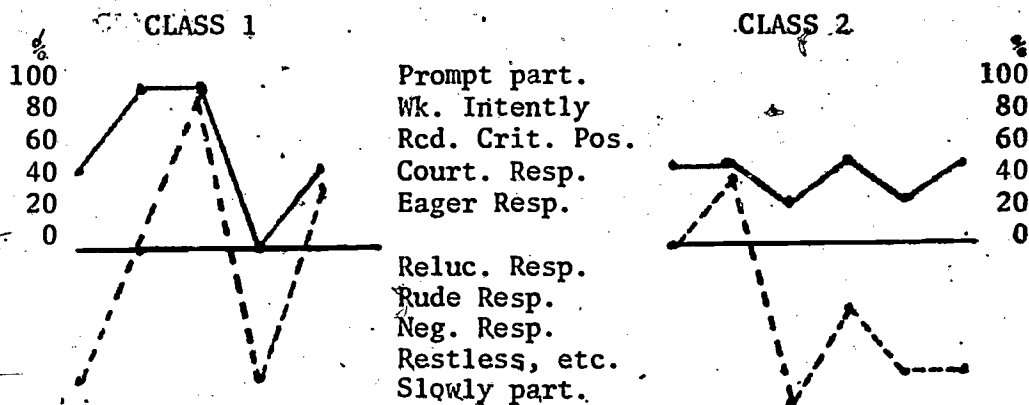 CLASS 1
CLASS 2
%
%
100
80
60
40
20
0
Prompt part.
Wk. Intently
Rcd. Crit. Pos.
Court. Resp.
Eager Resp.
Reluc. Resp.
Rude Resp.
Neg. Resp.
Restless, etc.
Slowly part.
100
80
60
40
20
0